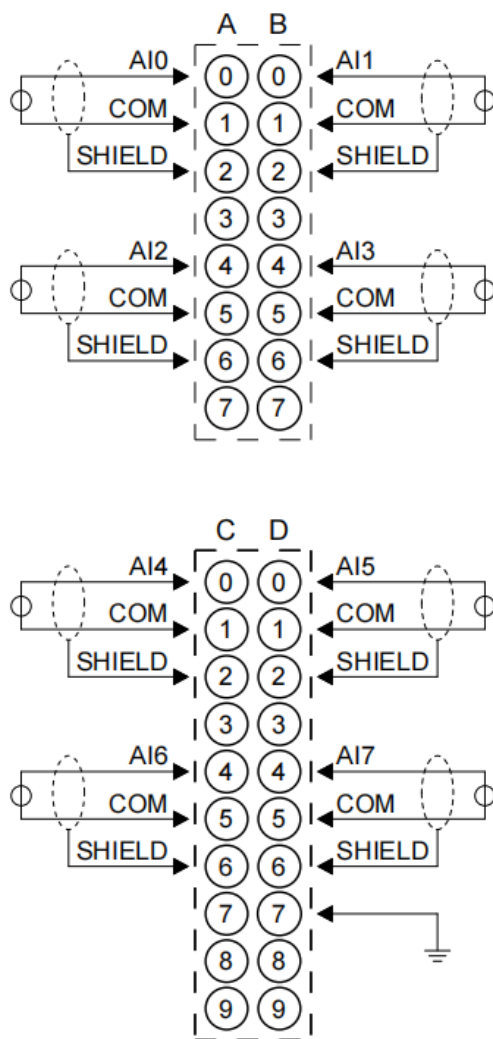 A B
AI0 0 0 AI1
COM 1 1 COM
SHIELD 2 2 SHIELD
3 3
AI2 4 4 AI3
COM 5 5 COM
SHIELD 6 6 SHIELD
7 7
C D
AI4 0 0 AI5
COM 1 1 COM
SHIELD 2 2 SHIELD
3 3
AI6 4 4 AI7
COM 5 5 COM
SHIELD 6 6 SHIELD
7 7
8 8
9 9